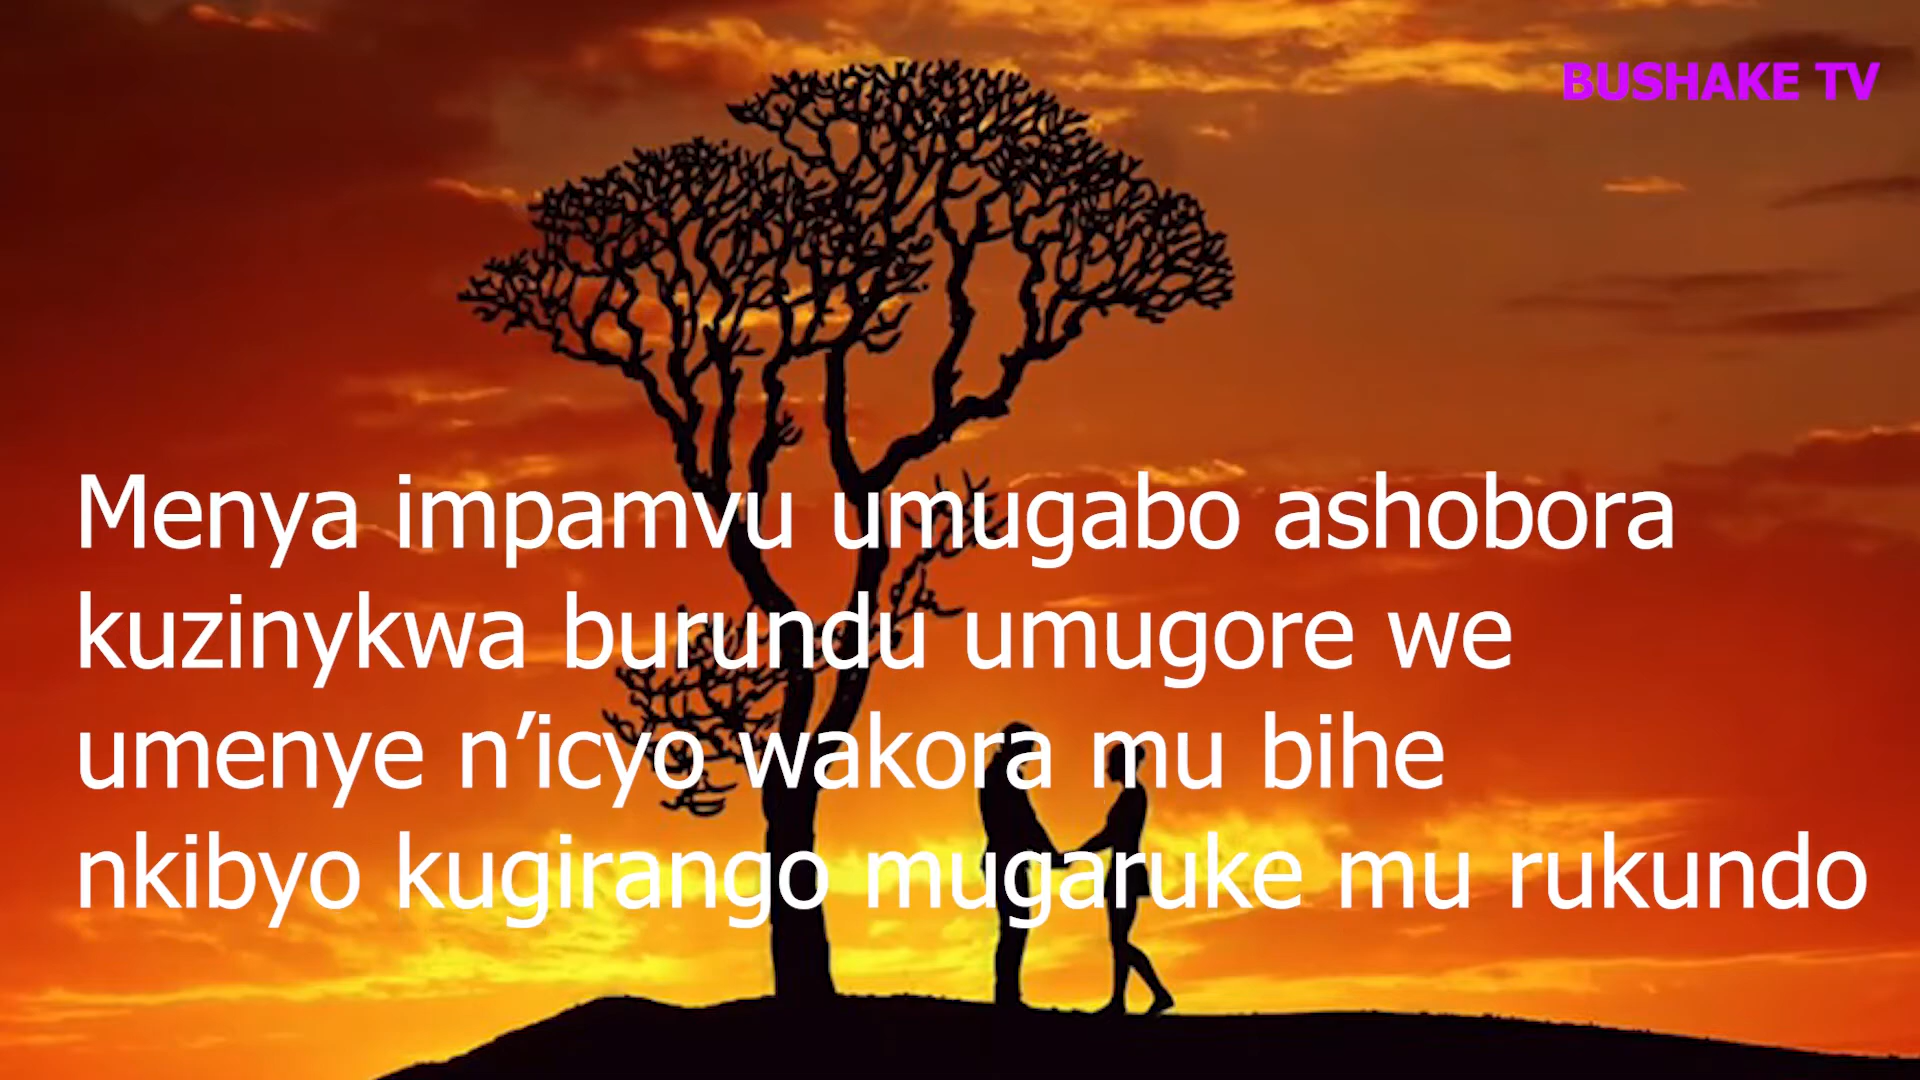 BUSHAKE TV
Menya impamvu umugabo ashobora
kuzinykwa burundu umugore we
umenye n’icyo wakora mu bihe
nkibyo kugirango mugaruke mu rukundo